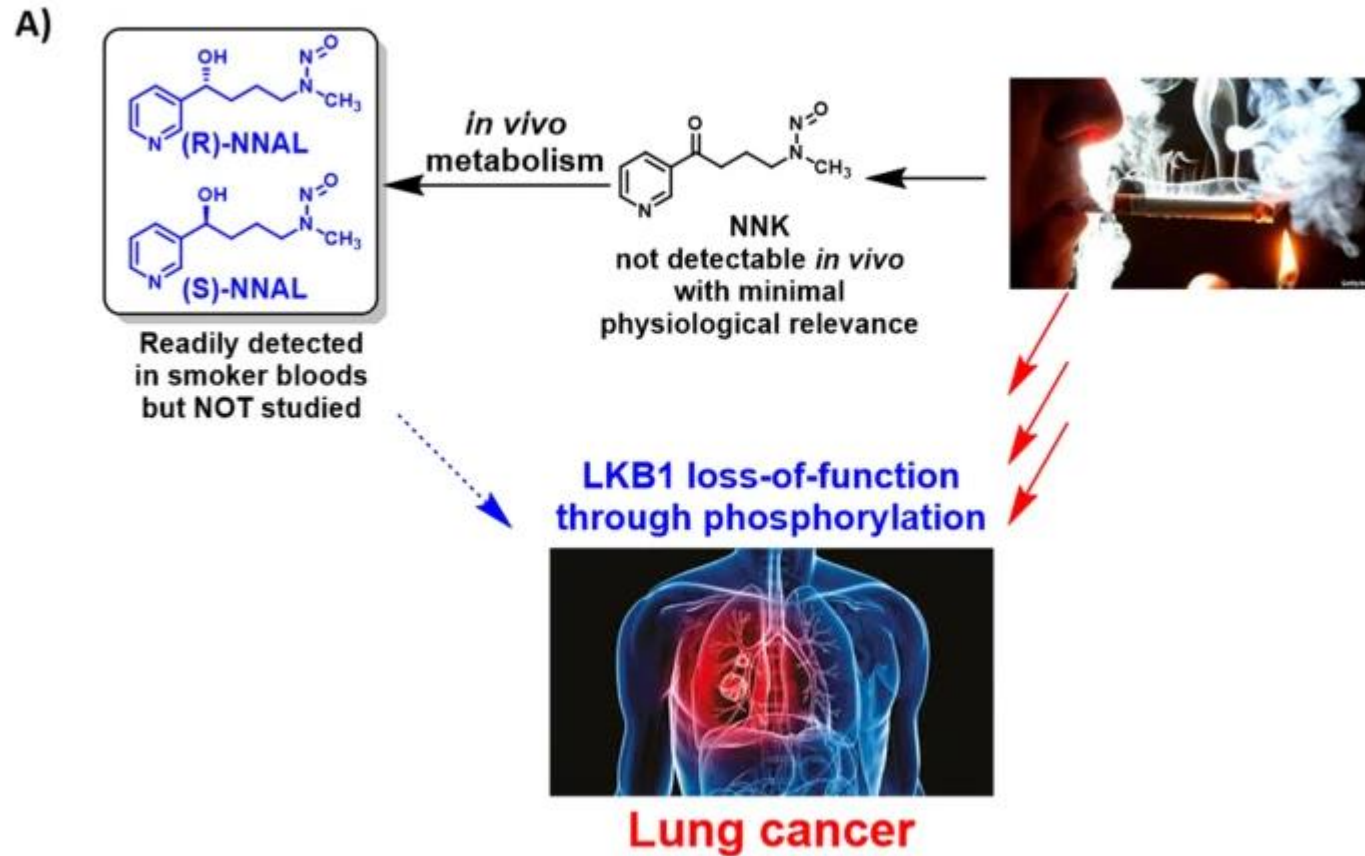 A)
OH
N
O
N
CH3
N
(R)-NNAL
OH
N
O
N
CH3
N
(S)-NNAL
Readily detected
in smoker bloods
but NOT studied
in vivo
metabolism
O
N
O
N
CH3
N
NNK
not detectable in vivo
with minimal
physiological relevance
LKB1 loss-of-function
through phosphorylation
Lung cancer